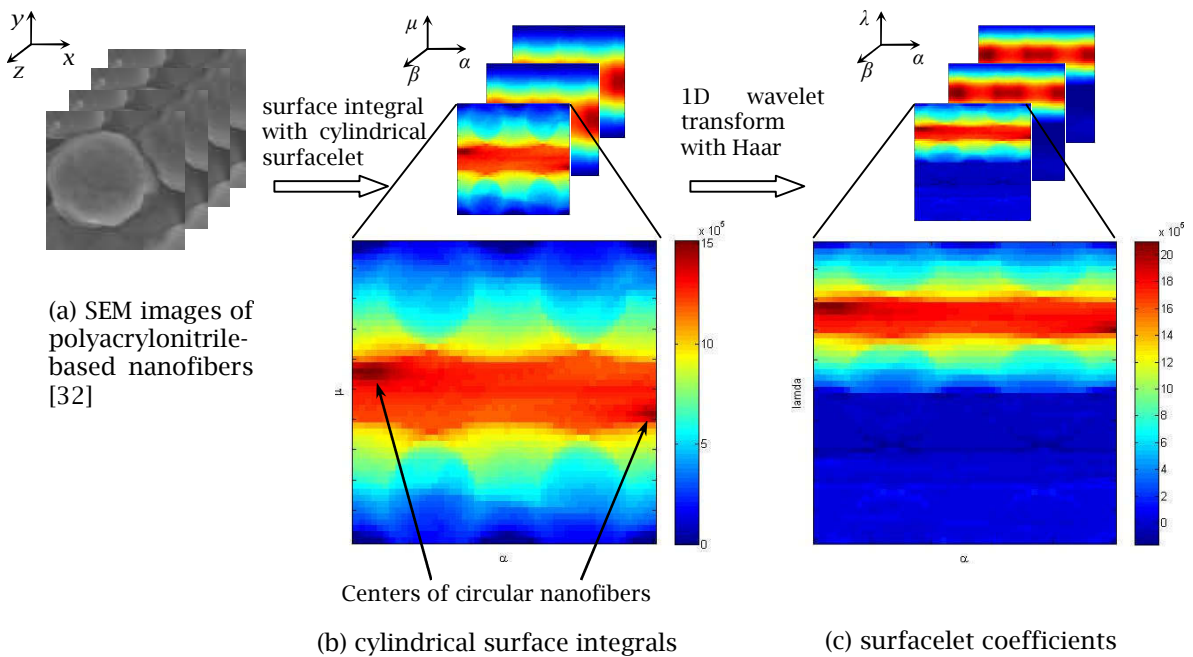 y
x
z
μ
α
β
λ
α
β
surface integral
with cylindrical
surfacelet
1D wavelet
transform
with Haar
(a) SEM images of
polyacrylonitrile-
based nanofibers
[32]
x 10⁵
15
10
5
0
μ
α
x 10⁵
20
18
16
14
12
10
8
6
4
2
0
lamda
α
Centers of circular nanofibers
(b) cylindrical surface integrals
(c) surfacelet coefficients